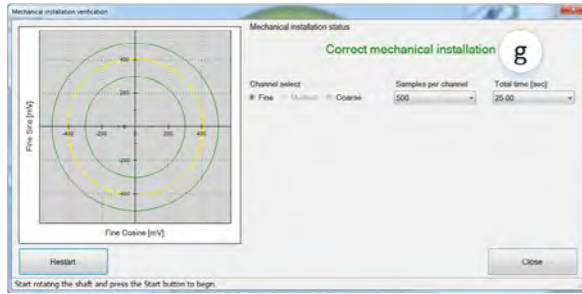 Mechanical installation verification
Mechanical installation status
Correct mechanical installation
g
Channel select
Samples per channel
Total time [sec]
Fine Medium Coarse
500
25.00
Fine Sine [mV]
400
200
-400
-200
200
400
-200
-400
Fine Cosine [mV]
Restart
Close
Start rotating the shaft and press the Start button to begin.